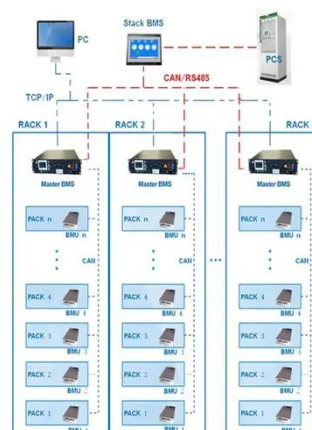 PC
Stack BMS
PCS
CAN/RS485
TCP/IP
RACK 1
RACK 2
RACK
Master BMS
Master BMS
Master BMS
PACK n
BMU n
PACK n
BMU n
PACK n
BMU n
CAN
CAN
CAN
PACK 4
BMU 4
PACK 4
BMU 4
PACK 4
BMU 4
PACK 3
BMU 3
PACK 3
BMU 3
PACK 3
BMU 3
PACK 2
BMU 2
PACK 2
BMU 2
PACK 2
BMU 2
PACK 1
PACK 1
PACK 1